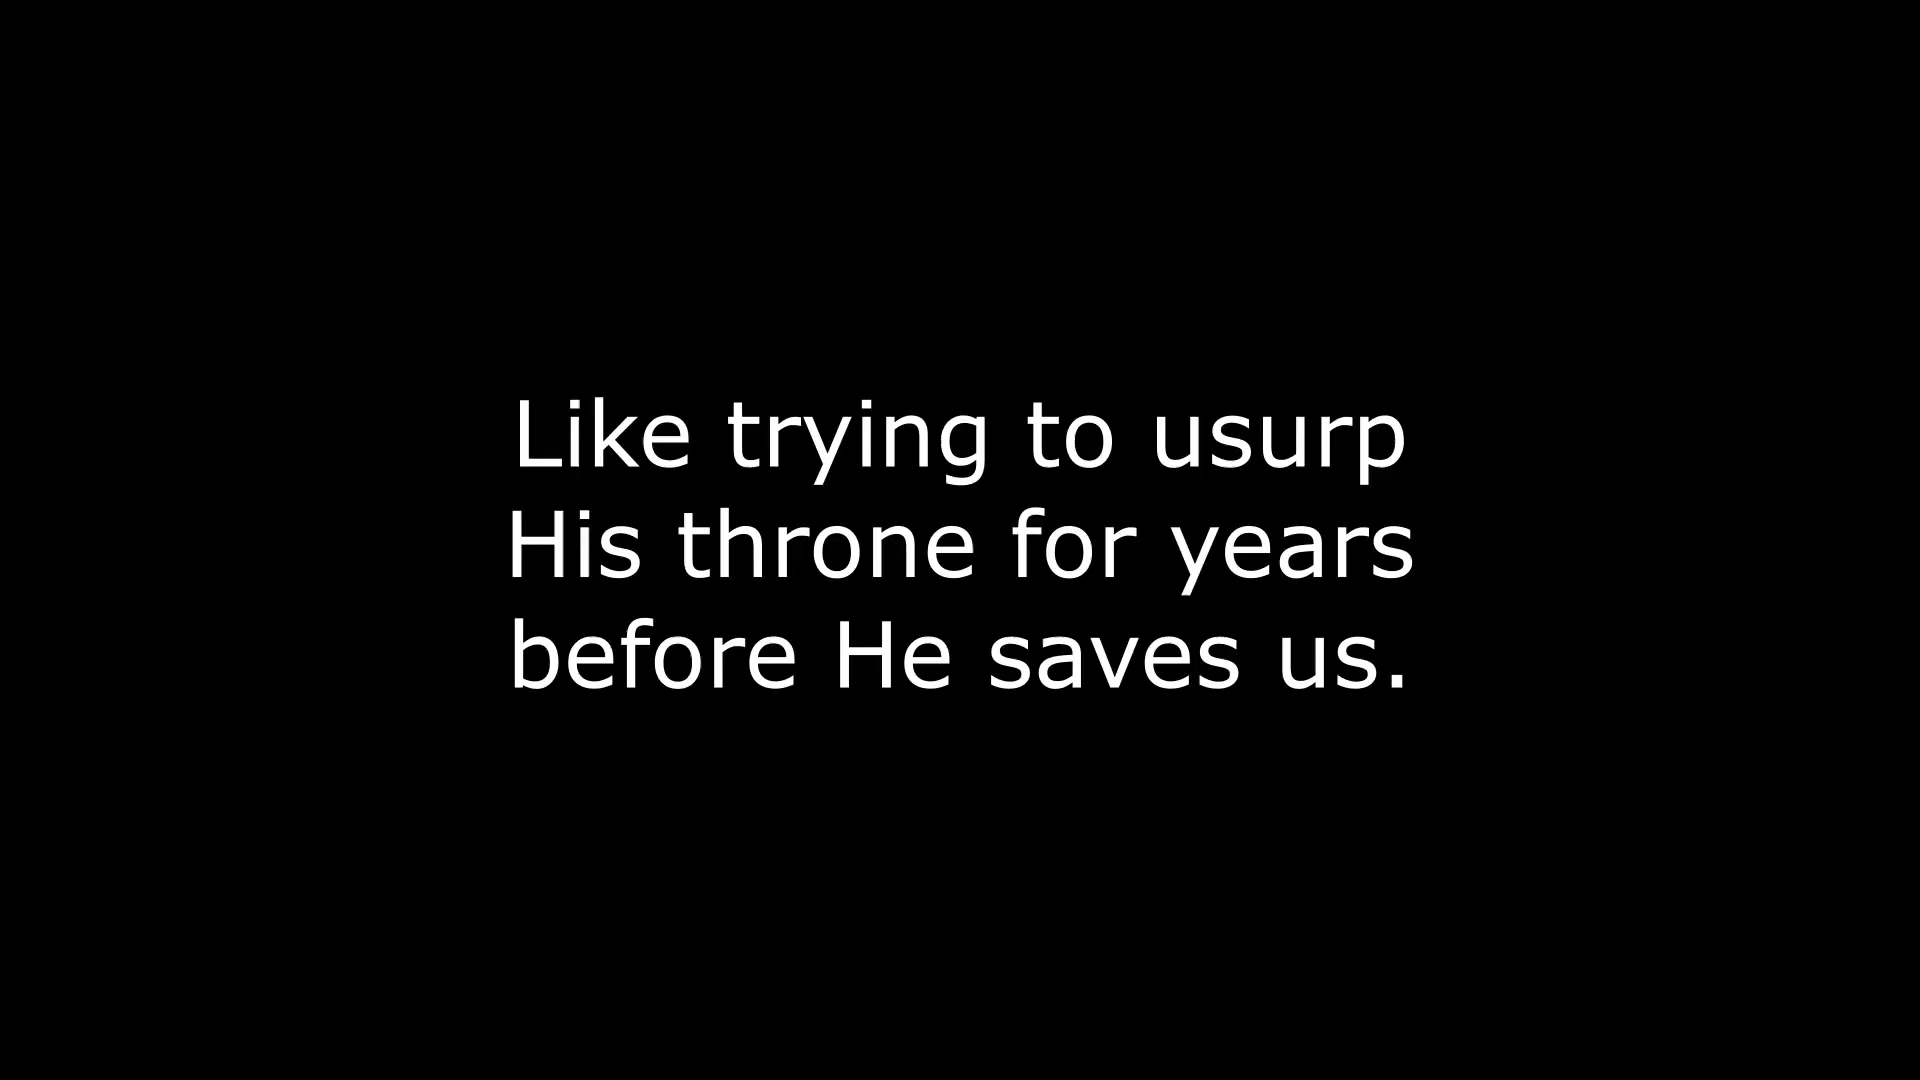 Like trying to usurp
His throne for years
before He saves us.